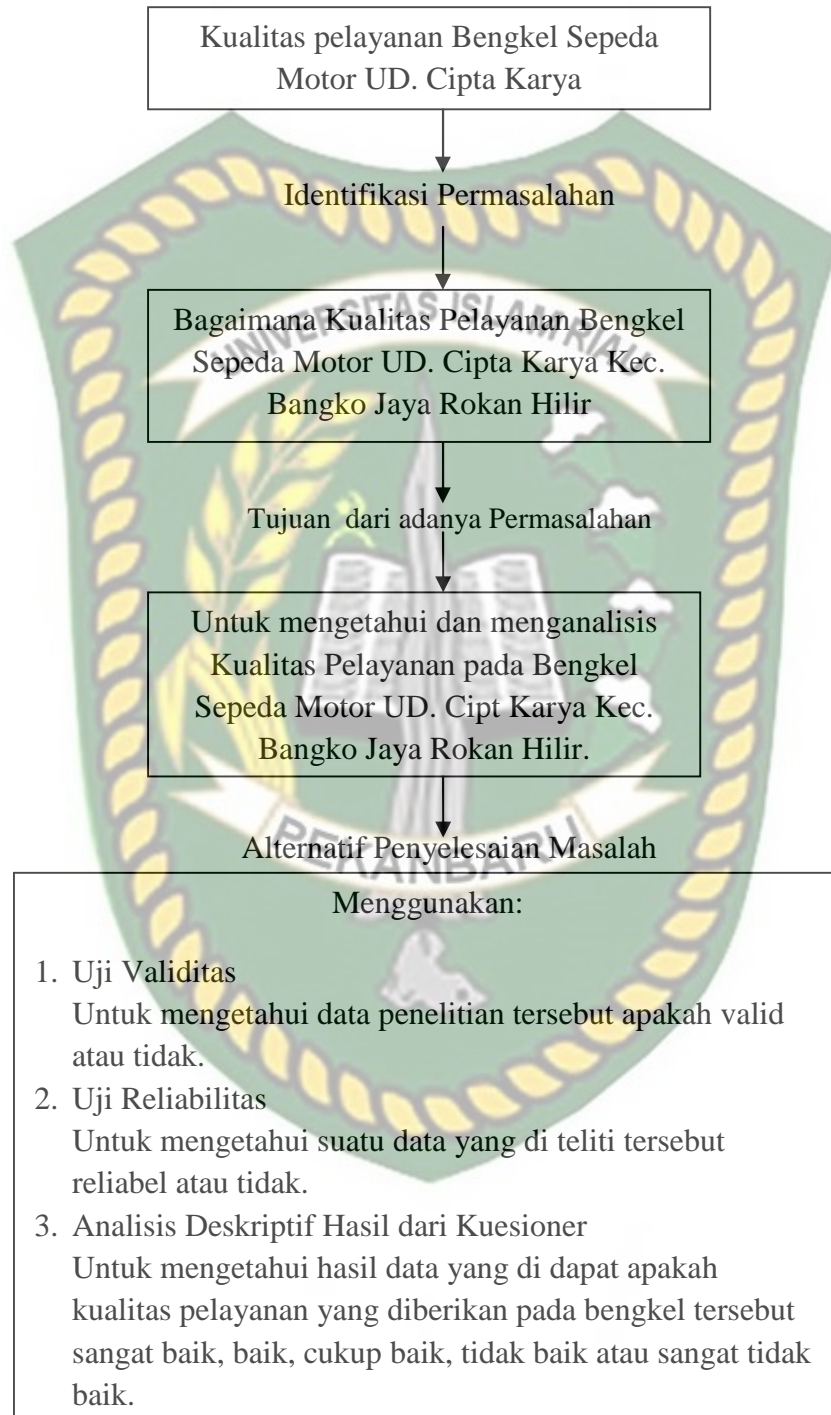 Kualitas pelayanan Bengkel Sepeda
Motor UD. Cipta Karya
Identifikasi Permasalahan
UNIVERSITAS ISLAM RIAU
Bagaimana Kualitas Pelayanan Bengkel
Sepeda Motor UD. Cipta Karya Kec.
Bangko Jaya Rokan Hilir
Tujuan dari adanya Permasalahan
Untuk mengetahui dan menganalisis
Kualitas Pelayanan pada Bengkel
Sepeda Motor UD. Cipt Karya Kec.
Bangko Jaya Rokan Hilir.
Alternatif Penyelesaian Masalah
PEKANBARU
Menggunakan:
1. Uji Validitas
Untuk mengetahui data penelitian tersebut apakah valid
atau tidak.
2. Uji Reliabilitas
Untuk mengetahui suatu data yang di teliti tersebut
reliabel atau tidak.
3. Analisis Deskriptif Hasil dari Kuesioner
Untuk mengetahui hasil data yang di dapat apakah
kualitas pelayanan yang diberikan pada bengkel tersebut
sangat baik, baik, cukup baik, tidak baik atau sangat tidak
baik.